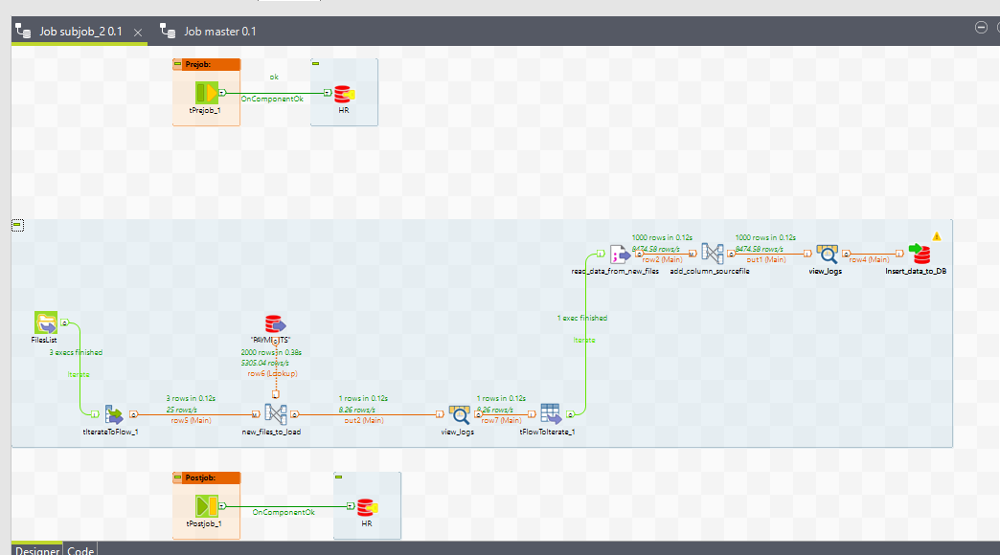 Job subjob_2 0.1
Job master 0.1
Prejob:
ok
OnComponentOk
tPrejob_1
HR
1000 rows in 0.12s
8474.58 rows/s
row2 (Main)
1000 rows in 0.12s
8474.58 rows/s
out1 (Main)
row4 (Main)
read_data_from_new_files
add_column_sourcefile
view_logs
Insert_data_to_DB
1 exec finished
Iterate
FilesList
3 execs finished
Iterate
2000 rows in 0.38s
5305.04 rows/s
row6 (Lookup)
3 rows in 0.12s
25 rows/s
row5 (Main)
1 rows in 0.12s
8.26 rows/s
out2 (Main)
1 rows in 0.12s
8.26 rows/s
row7 (Main)
tIterateToFlow_1
new_files_to_load
view_logs
tFlowToIterate_1
Postjob:
OnComponentOk
tPostjob_1
HR
Designer
Code